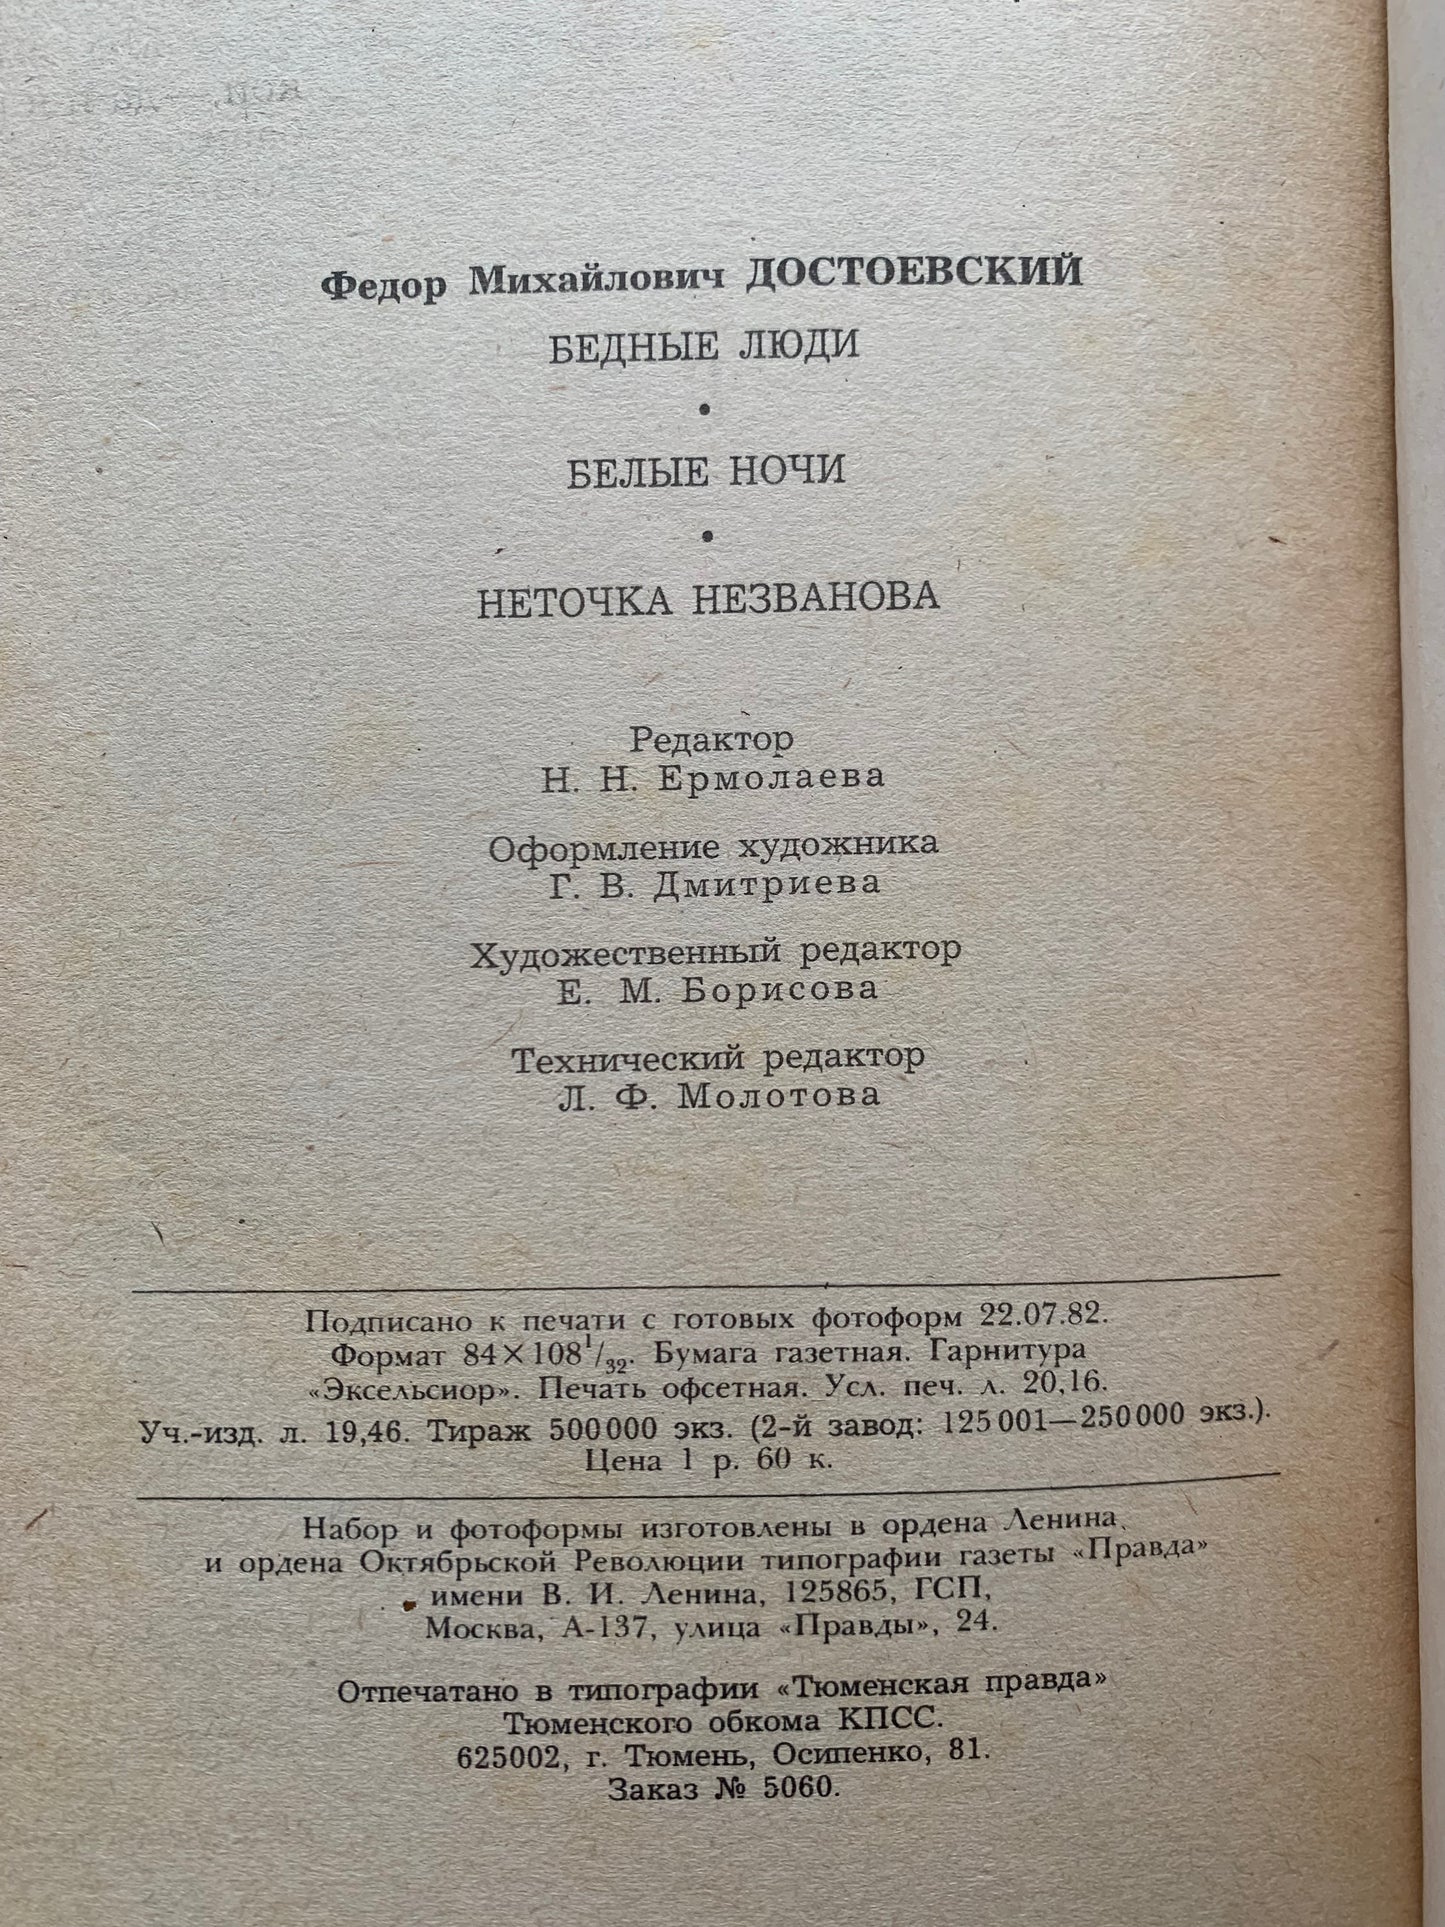 Федор Михайлович ДОСТОЕВСКИЙ
БЕДНЫЕ ЛЮДИ
•
БЕЛЫЕ НОЧИ
•
НЕТОЧКА НЕЗВАНОВА
Редактор
Н. Н. Ермолаева
Оформление художника
Г. В. Дмитриева
Художественный редактор
Е. М. Борисова
Технический редактор
Л. Ф. Молотова
Подписано к печати с готовых фотоформ 22.07.82.
Формат 84×108¹/₃₂. Бумага газетная. Гарнитура
«Эксельсиор». Печать офсетная. Усл. печ. л. 20,16.
Уч.-изд. л. 19,46. Тираж 500 000 экз. (2-й завод: 125 001—250 000 экз.).
Цена 1 р. 60 к.
Набор и фотоформы изготовлены в ордена Ленина
и ордена Октябрьской Революции типографии газеты «Правда»
имени В. И. Ленина, 125865, ГСП,
Москва, А-137, улица «Правды», 24.
Отпечатано в типографии «Тюменская правда»
Тюменского обкома КПСС.
625002, г. Тюмень, Осипенко, 81.
Заказ № 5060.